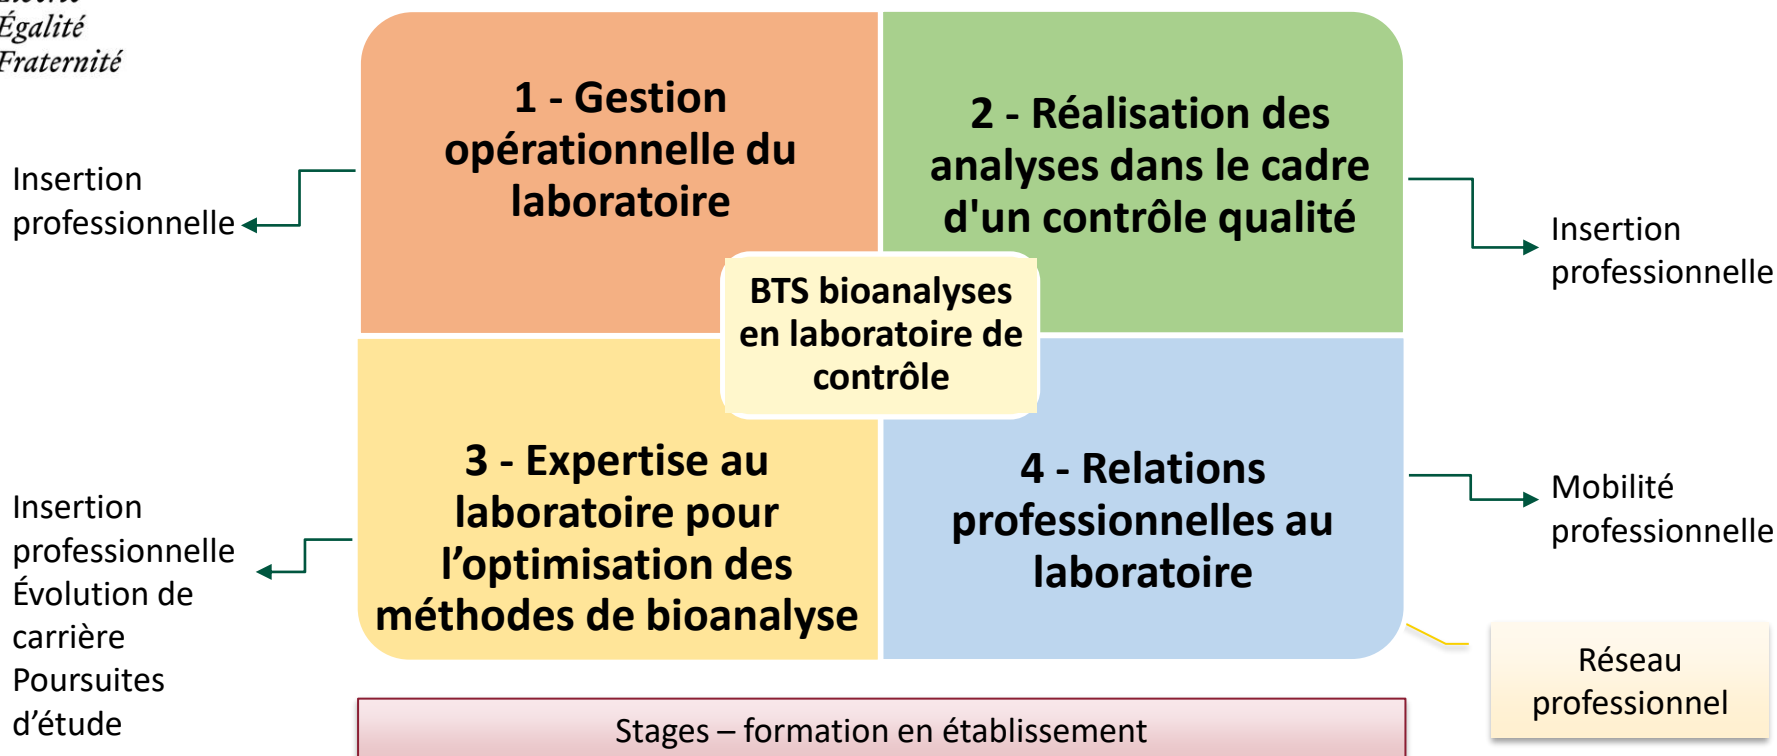 Égalité
Fraternité
1 - Gestion
opérationnelle du
laboratoire
2 - Réalisation des
analyses dans le cadre
d'un contrôle qualité
Insertion
professionnelle
Insertion
professionnelle
BTS bioanalyses
en laboratoire de
contrôle
3 - Expertise au
laboratoire pour
l’optimisation des
méthodes de bioanalyse
4 - Relations
professionnelles au
laboratoire
Insertion
professionnelle
Évolution de
carrière
Poursuites
d’étude
Mobilité
professionnelle
Réseau
professionnel
Stages – formation en établissement